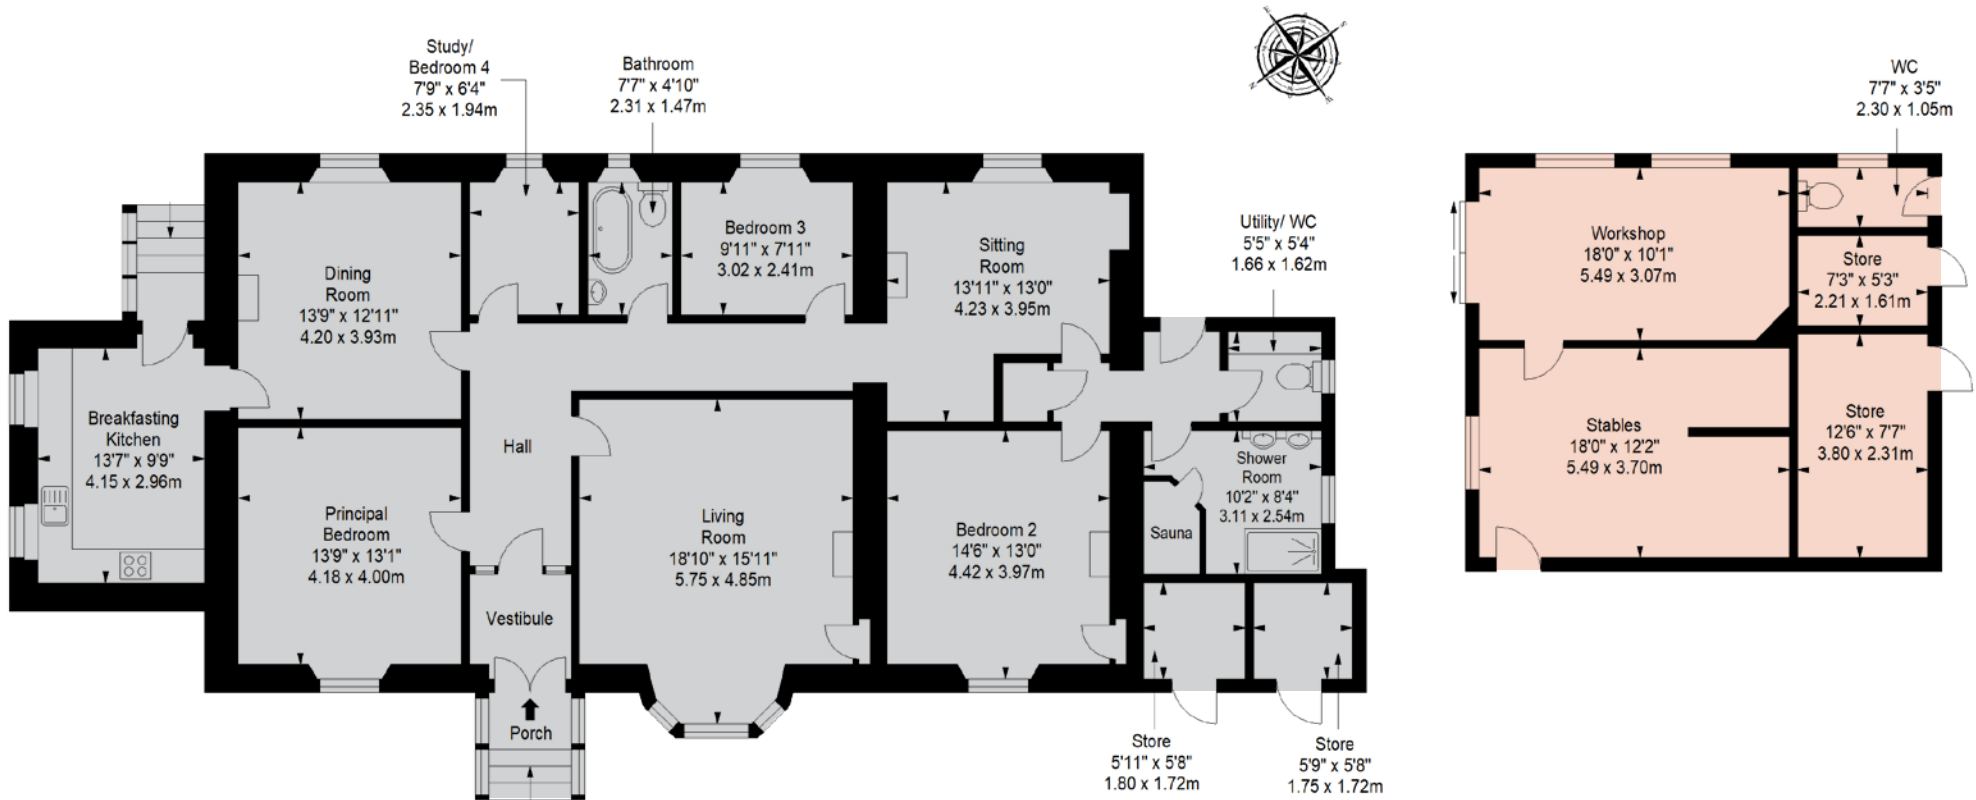 Study/
Bedroom 4
7'9" x 6'4"
2.35 x 1.94m
Bathroom
7'7" x 4'10"
2.31 x 1.47m
E
S
N
W
WC
7'7" x 3'5"
2.30 x 1.05m
Dining
Room
13'9" x 12'11"
4.20 x 3.93m
Bedroom 3
9'11" x 7'11"
3.02 x 2.41m
Sitting
Room
13'11" x 13'0"
4.23 x 3.95m
Utility/ WC
5'5" x 5'4"
1.66 x 1.62m
Workshop
18'0" x 10'1"
5.49 x 3.07m
Store
7'3" x 5'3"
2.21 x 1.61m
Breakfasting
Kitchen
13'7" x 9'9"
4.15 x 2.96m
Hall
Principal
Bedroom
13'9" x 13'1"
4.18 x 4.00m
Living
Room
18'10" x 15'11"
5.75 x 4.85m
Bedroom 2
14'6" x 13'0"
4.42 x 3.97m
Shower
Room
10'2" x 8'4"
3.11 x 2.54m
Sauna
Stables
18'0" x 12'2"
5.49 x 3.70m
Store
12'6" x 7'7"
3.80 x 2.31m
Vestibule
Porch
Store
5'11" x 5'8"
1.80 x 1.72m
Store
5'9" x 5'8"
1.75 x 1.72m